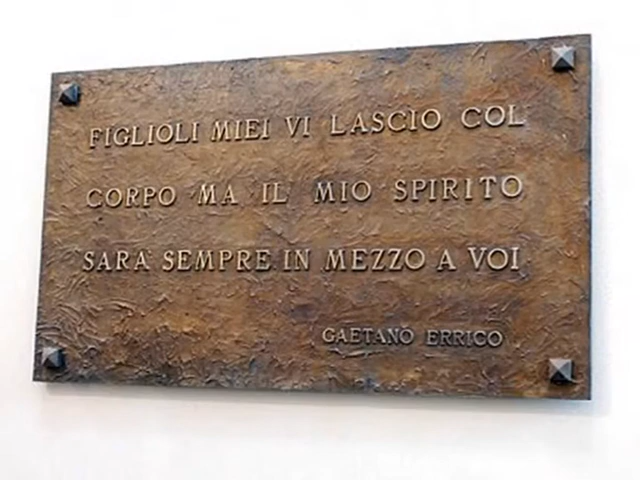 FIGLIOLI MIEI VI LASCIO COL
CORPO MA IL MIO SPIRITO
SARA' SEMPRE IN MEZZO A VOI
GAETANO ERRICO